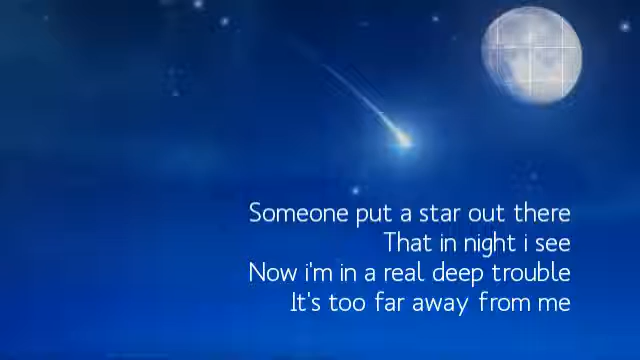 Someone put a star out there
That in night i see
Now i'm in a real deep trouble
It's too far away from me